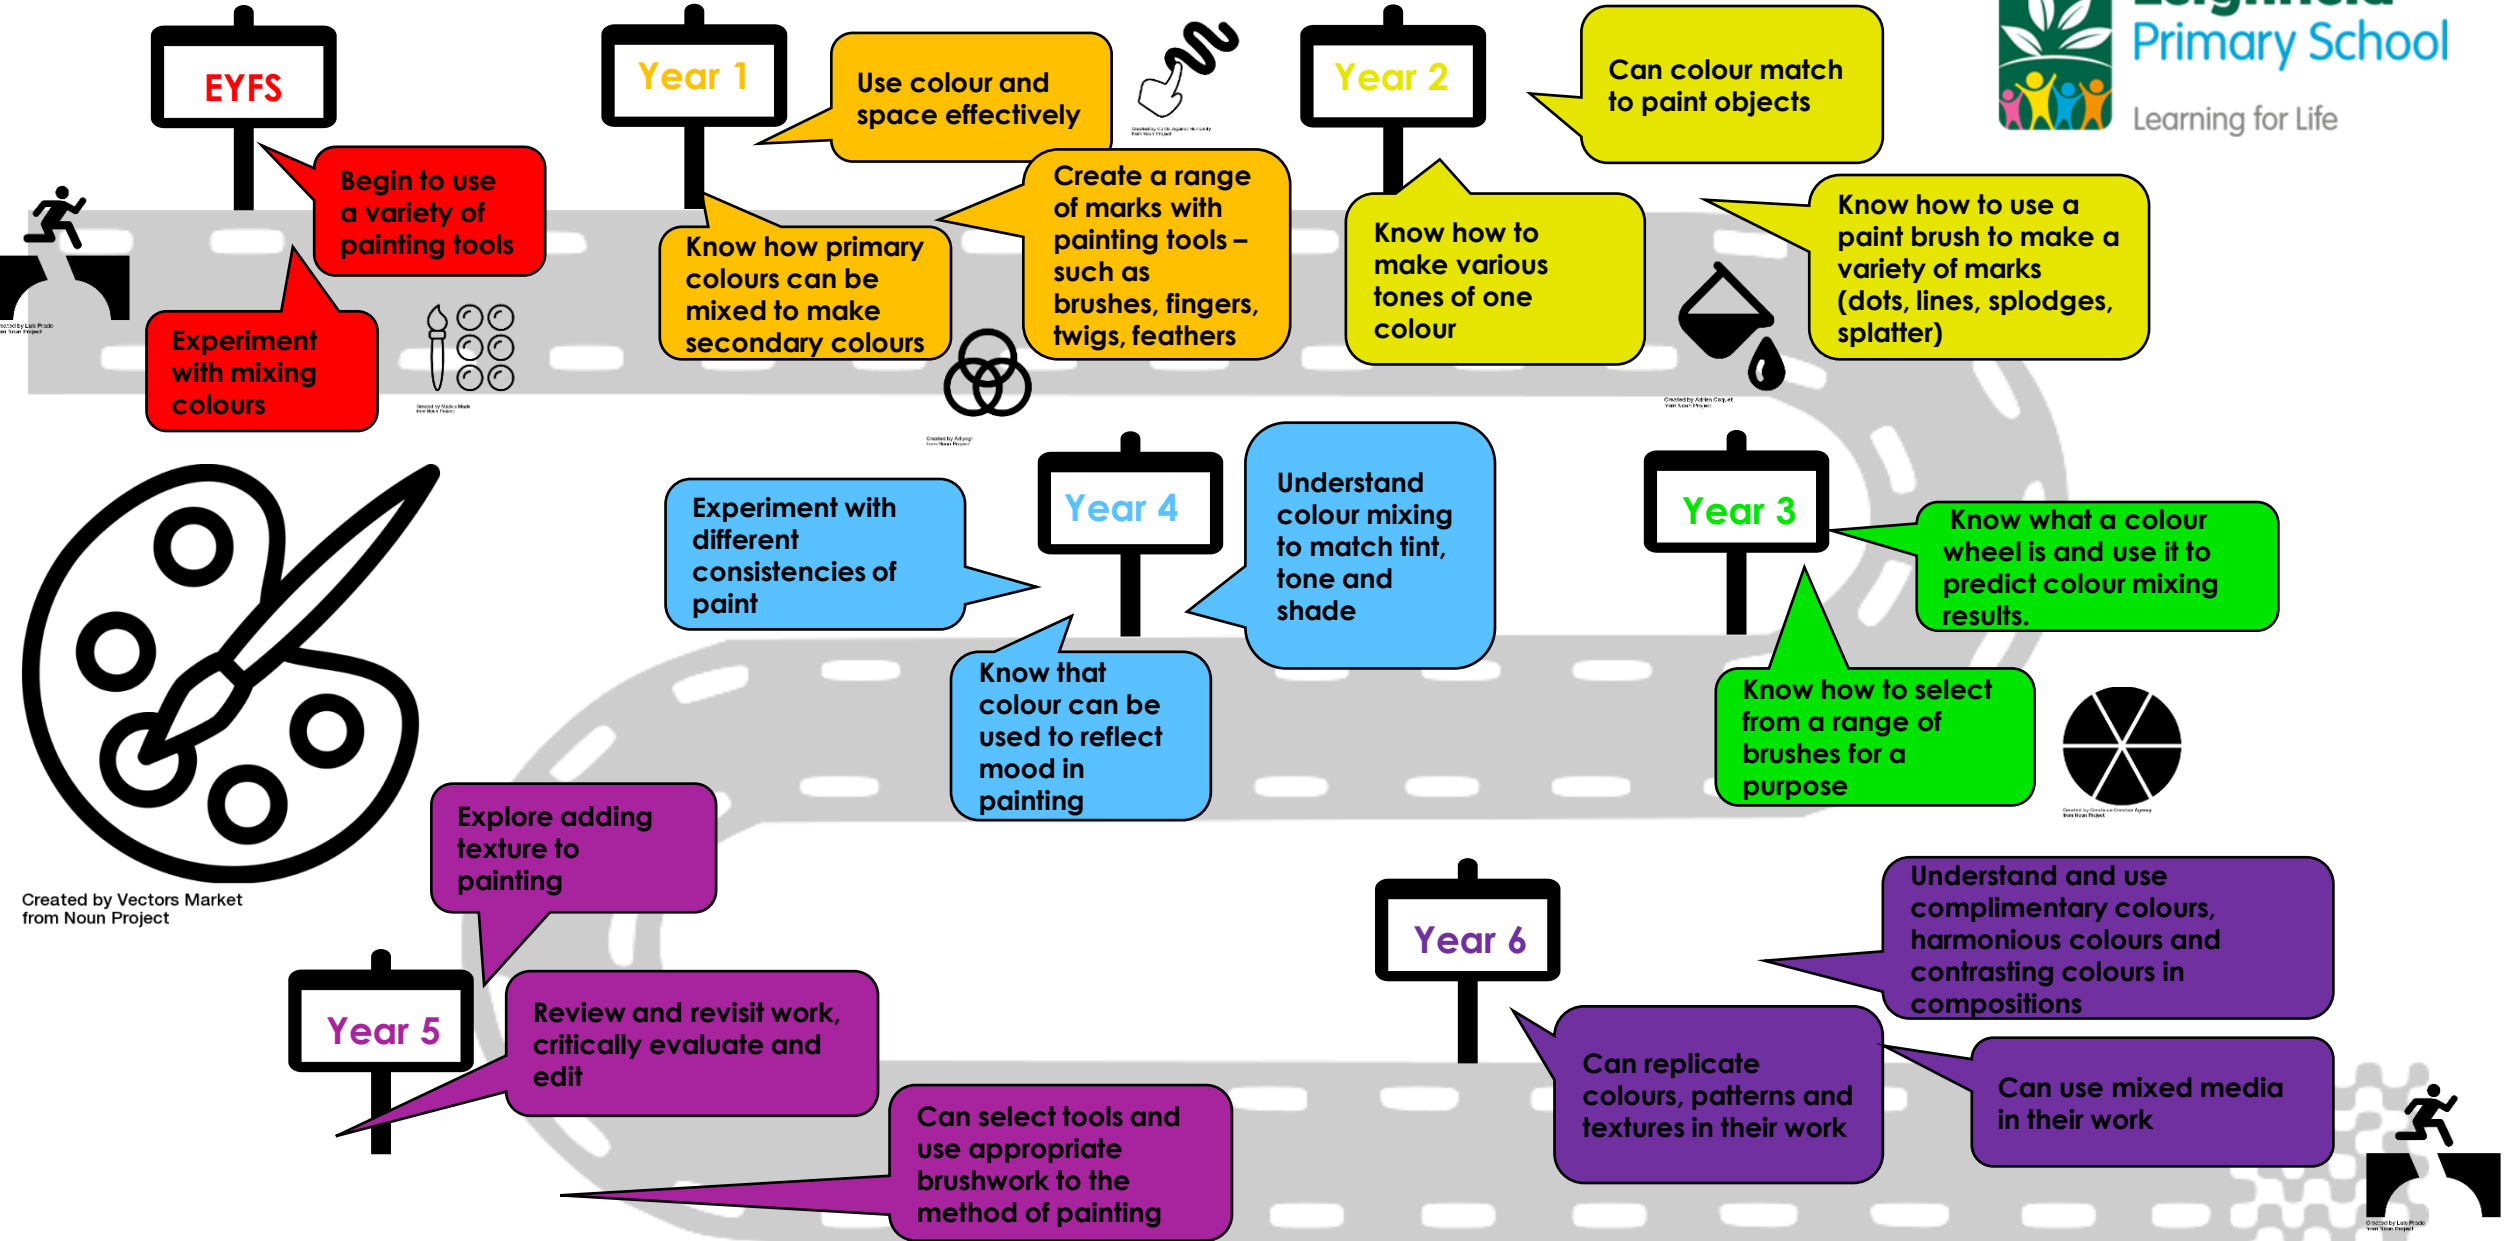 EYFS
Begin to use
a variety of
painting tools
Experiment
with mixing
colours
Year 1
Use colour and
space effectively
Know how primary
colours can be
mixed to make
secondary colours
Create a range
of marks with
painting tools –
such as
brushes, fingers,
twigs, feathers
Year 2
Can colour match
to paint objects
Know how to
make various
tones of one
colour
Know how to use a
paint brush to make a
variety of marks
(dots, lines, splodges,
splatter)
Primary School
Learning for Life
Year 3
Know what a colour
wheel is and use it to
predict colour mixing
results.
Know how to select
from a range of
brushes for a
purpose
Year 4
Understand
colour mixing
to match tint,
tone and
shade
Experiment with
different
consistencies of
paint
Know that
colour can be
used to reflect
mood in
painting
Created by Vectors Market
from Noun Project
Year 5
Explore adding
texture to
painting
Review and revisit work,
critically evaluate and
edit
Can select tools and
use appropriate
brushwork to the
method of painting
Year 6
Understand and use
complimentary colours,
harmonious colours and
contrasting colours in
compositions
Can replicate
colours, patterns and
textures in their work
Can use mixed media
in their work